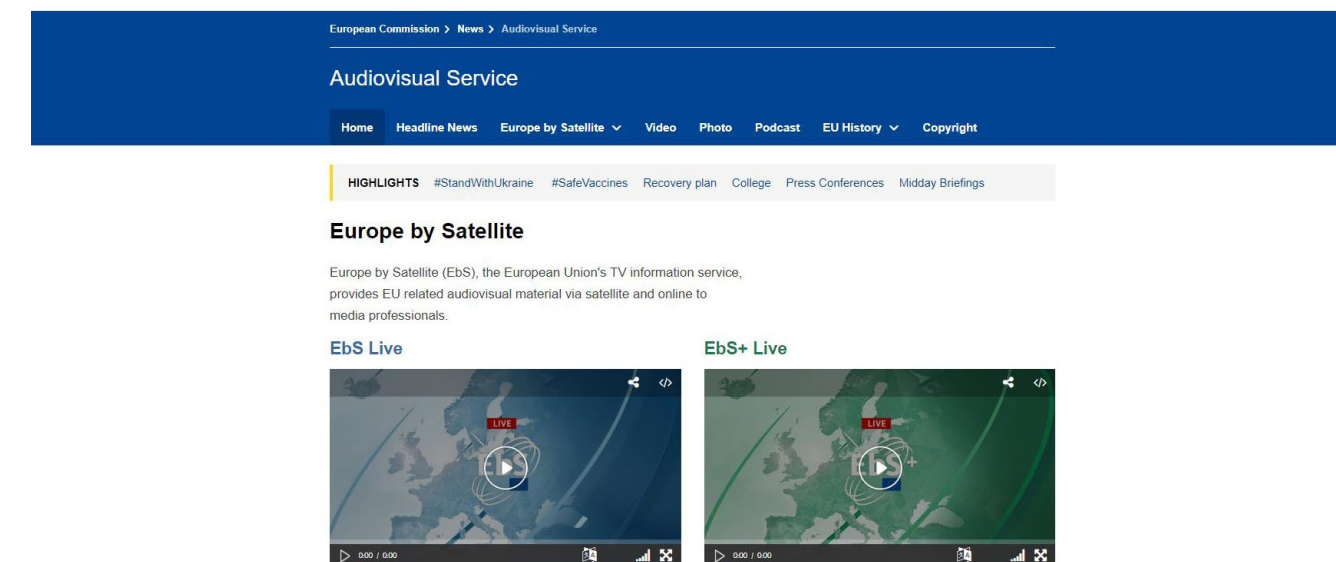 European Commission > News > Audiovisual Service
Audiovisual Service
Home Headline News Europe by Satellite Video Photo Podcast EU History Copyright
HIGHLIGHTS #StandWithUkraine #SafeVaccines Recovery plan College Press Conferences Midday Briefings
Europe by Satellite
Europe by Satellite (EbS), the European Union's TV information service,
provides EU related audiovisual material via satellite and online to
media professionals.
EbS Live
EbS+ Live
LIVE
EbS
0:00 / 0:00
LIVE
EbS+
0:00 / 0:00